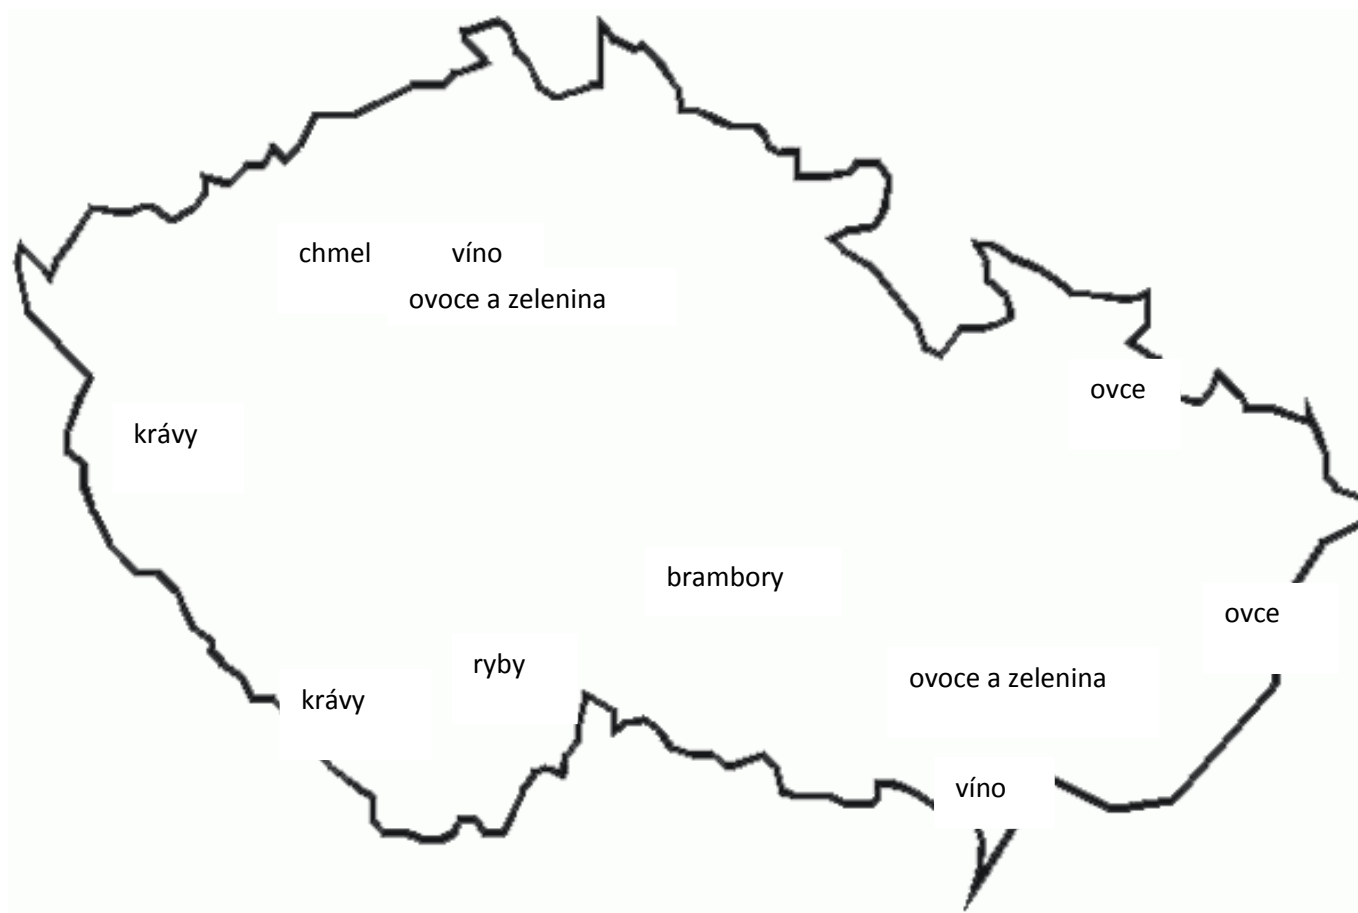 chmel víno
ovoce a zelenina
ovce
krávy
brambory
ovce
ryby
ovoce a zelenina
krávy
víno